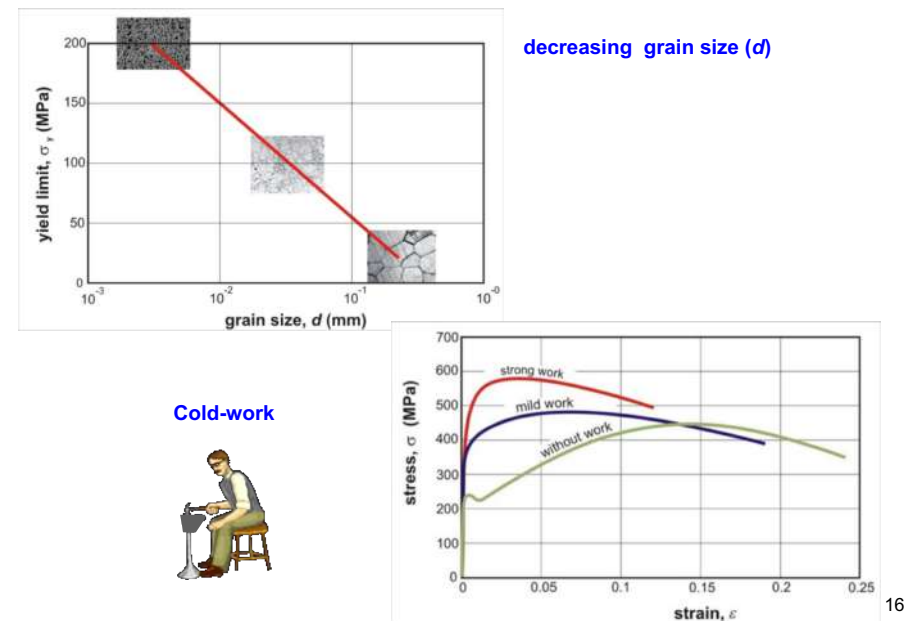 decreasing grain size (d)
200
150
100
50
0
yield limit, σ y (MPa)
10-3
10-2
10-1
10-0
grain size, d (mm)
Cold-work
700
600
500
400
300
200
100
0
stress, σ (MPa)
strong work
mild work
without work
0
0.05
0.1
0.15
0.2
0.25
strain, ε
16